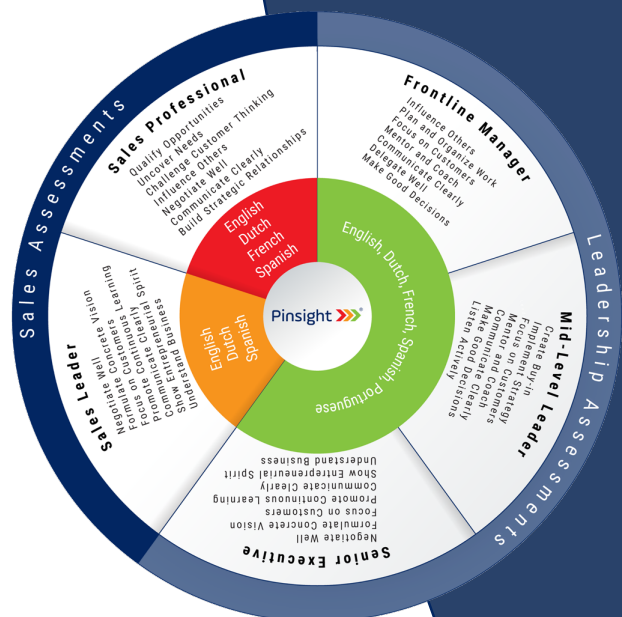 Sales Assessments
Leadership Assessments
Sales Professional
Qualify Opportunities
Uncover Needs
Challenge Customer Thinking
Influence Others
Negotiate Well
Communicate Clearly
Build Strategic Relationships
Frontline Manager
Influence Others
Plan and Organize Work
Focus on Customers
Mentor and Coach
Communicate Clearly
Delegate Well
Make Good Decisions
Mid-Level Leader
Create Buy-in
Implement Strategy
Focus on Customers
Mentor and Coach
Communicate Clearly
Make Good Decisions
Listen Actively
Senior Executive
Negotiate Well
Formulate Concrete Vision
Focus on Customers
Promote Continuous Learning
Communicate Clearly
Show Entrepreneurial Spirit
Understand Business
Sales Leader
Negotiate Well
Formulate Concrete Vision
Focus on Customers
Promote Continuous Learning
Communicate Clearly
Show Entrepreneurial Spirit
Understand Business
English
Dutch
French
Spanish
English, Dutch, French, Spanish, Portuguese
English
Dutch
Spanish
Pinsight